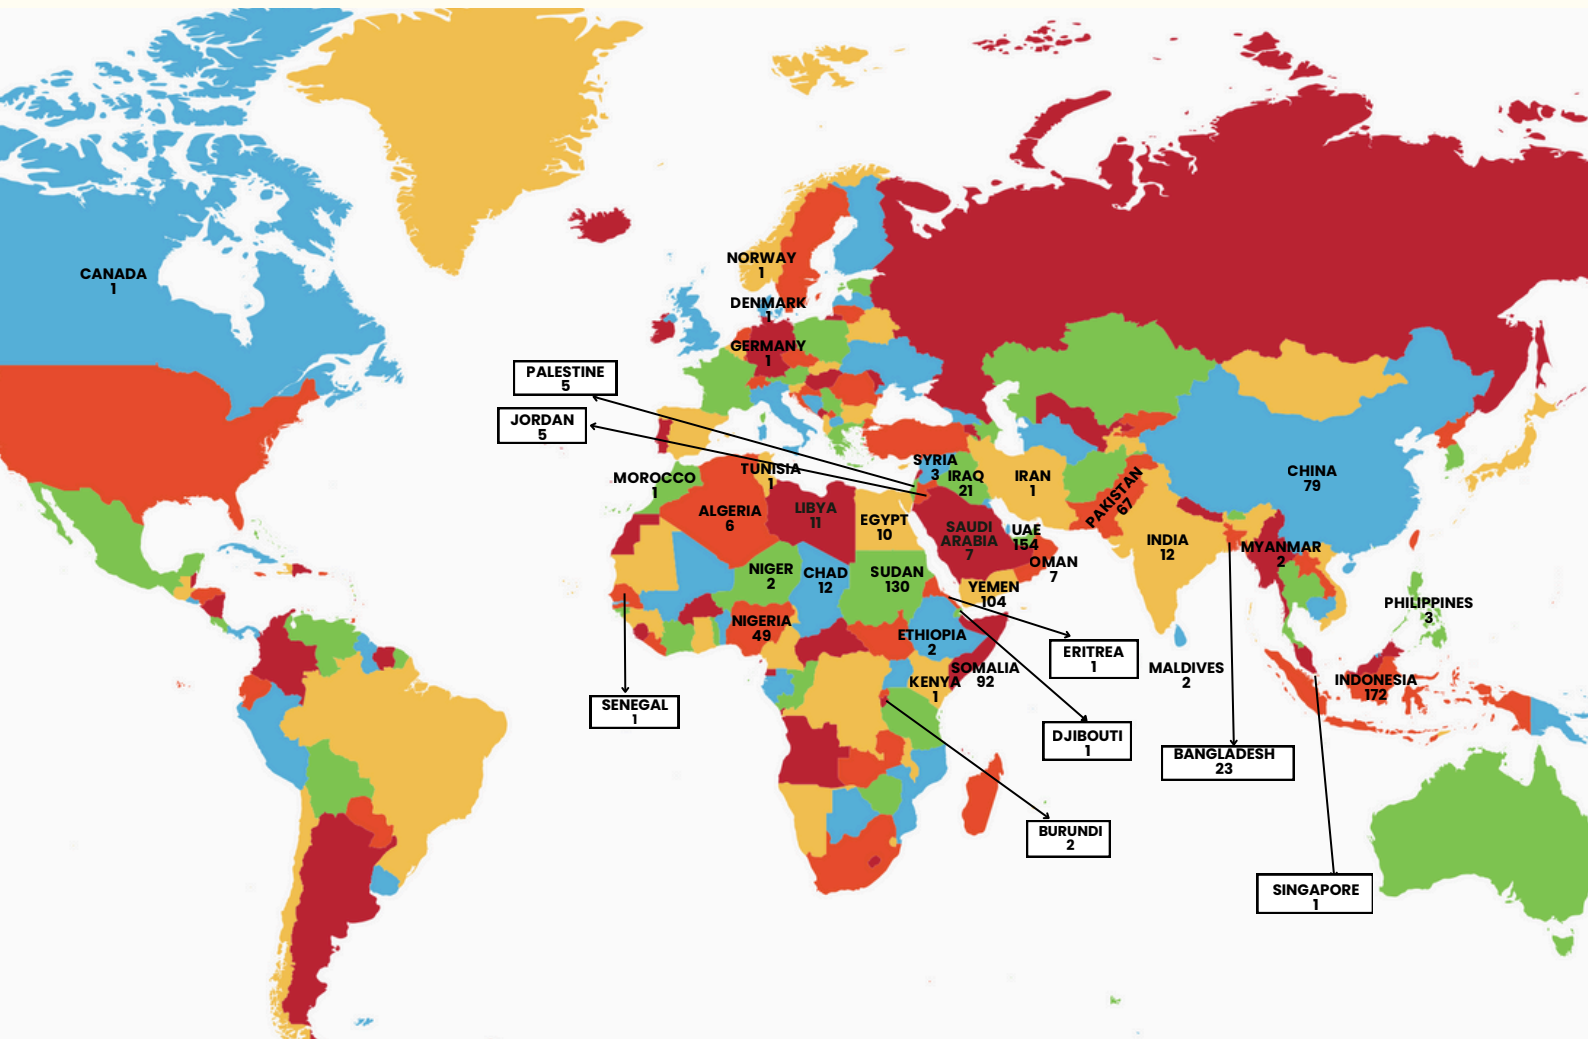 NORWAY
1
CANADA
1
DENMARK
1
GERMANY
1
PALESTINE
5
JORDAN
5
SYRIA
3
MOROCCO
1
TUNISIA
1
IRAQ
21
IRAN
1
CHINA
79
PAKISTAN
67
ALGERIA
6
LIBYA
11
EGYPT
10
SAUDI
ARABIA
7
UAE
154
OMAN
7
INDIA
12
MYANMAR
2
NIGER
2
CHAD
12
SUDAN
130
YEMEN
104
PHILIPPINES
3
NIGERIA
49
ETHIOPIA
2
ERITREA
1
SOMALIA
92
KENYA
1
MALDIVES
2
INDONESIA
172
SENEGAL
1
DJIBOUTI
1
BANGLADESH
23
BURUNDI
2
SINGAPORE
1